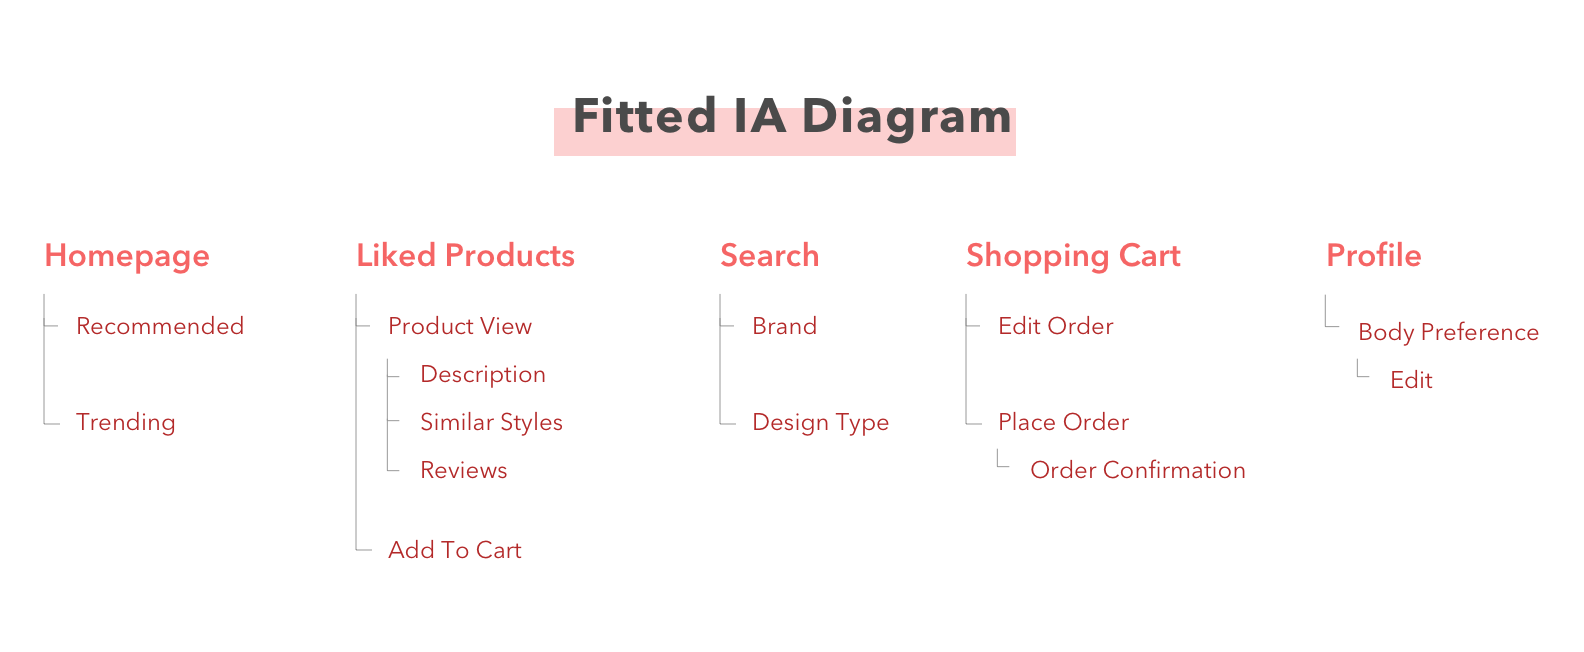 Fitted IA Diagram
Homepage
Recommended
Trending
Liked Products
Product View
Description
Similar Styles
Reviews
Add To Cart
Search
Brand
Design Type
Shopping Cart
Edit Order
Place Order
Order Confirmation
Profile
Body Preference
Edit